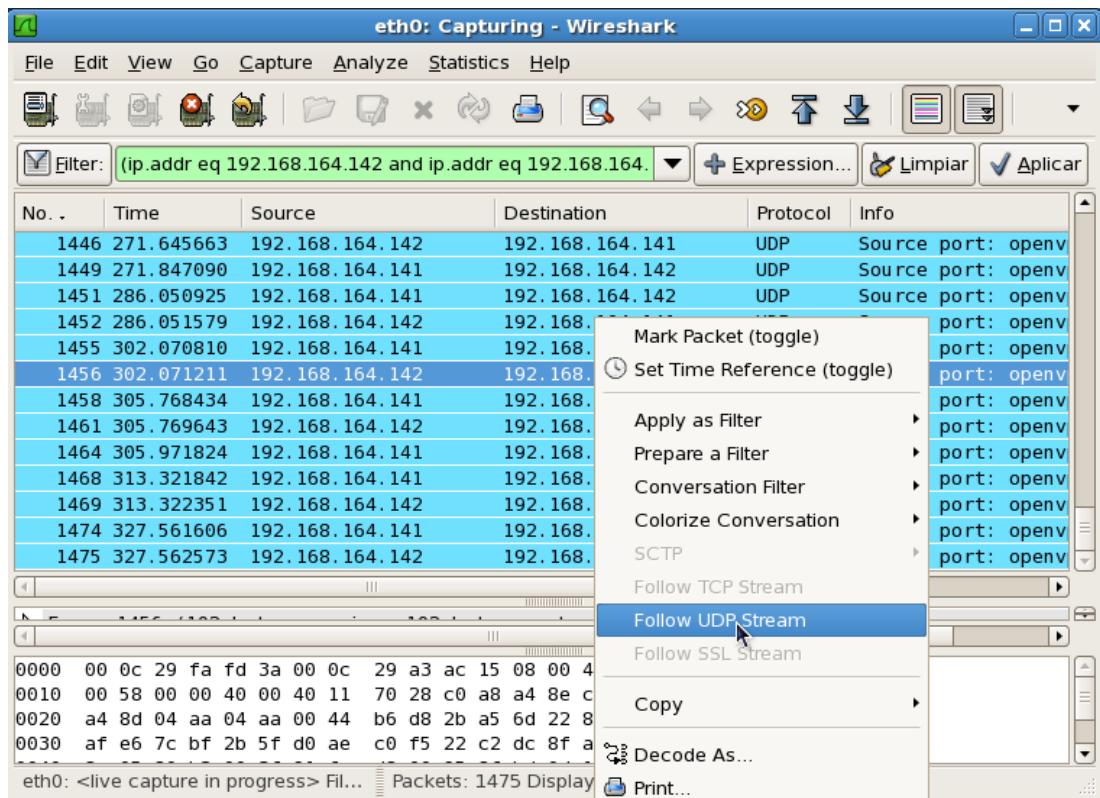 eth0: Capturing - Wireshark
File Edit View Go Capture Analyze Statistics Help
Filter: (ip.addr eq 192.168.164.142 and ip.addr eq 192.168.164. Expression... Limpiar Aplicar
No. . Time Source Destination Protocol Info
1446 271.645663 192.168.164.142 192.168.164.141 UDP Source port: openv
1449 271.847090 192.168.164.141 192.168.164.142 UDP Source port: openv
1451 286.050925 192.168.164.141 192.168.164.142 UDP Source port: openv
1452 286.051579 192.168.164.142 192.168. port: openv
1455 302.070810 192.168.164.141 192.168. port: openv
1456 302.071211 192.168.164.142 192.168. port: openv
1458 305.768434 192.168.164.141 192.168. port: openv
1461 305.769643 192.168.164.142 192.168. port: openv
1464 305.971824 192.168.164.141 192.168. port: openv
1468 313.321842 192.168.164.141 192.168. port: openv
1469 313.322351 192.168.164.142 192.168. port: openv
1474 327.561606 192.168.164.141 192.168. port: openv
1475 327.562573 192.168.164.142 192.168. port: openv
Mark Packet (toggle)
Set Time Reference (toggle)
Apply as Filter
Prepare a Filter
Conversation Filter
Colorize Conversation
SCTP
Follow TCP Stream
Follow UDP Stream
Follow SSL Stream
Copy
Decode As...
Print...
0000 00 0c 29 fa fd 3a 00 0c 29 a3 ac 15 08 00 4
0010 00 58 00 00 40 00 40 11 70 28 c0 a8 a4 8e c
0020 a4 8d 04 aa 04 aa 00 44 b6 d8 2b a5 6d 22 8
0030 af e6 7c bf 2b 5f d0 ae c0 f5 22 c2 dc 8f a
eth0: <live capture in progress> Fil... Packets: 1475 Display